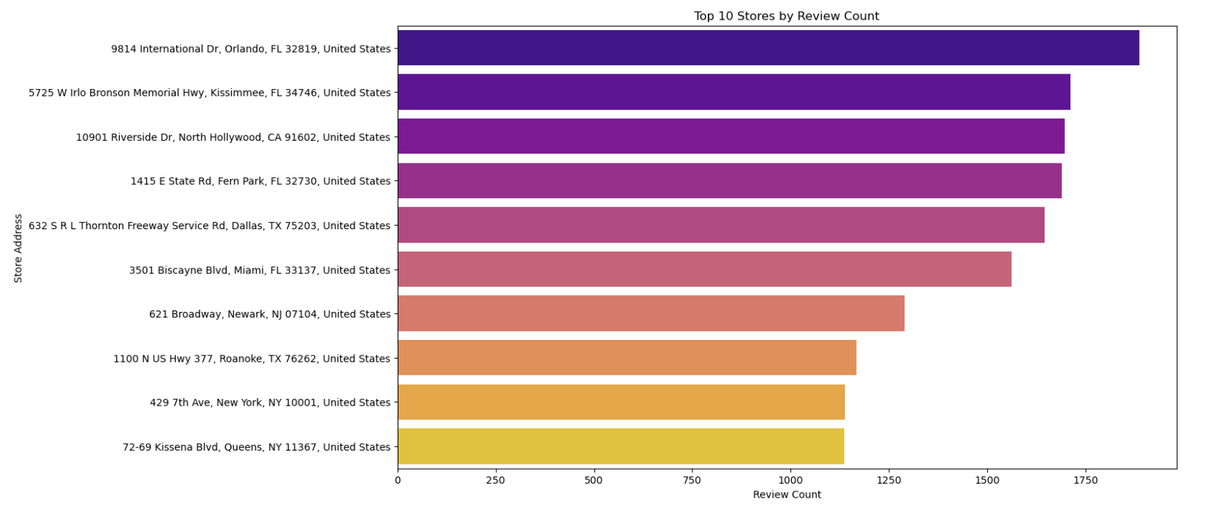 Top 10 Stores by Review Count
9814 International Dr, Orlando, FL 32819, United States
5725 W Irlo Bronson Memorial Hwy, Kissimmee, FL 34746, United States
10901 Riverside Dr, North Hollywood, CA 91602, United States
1415 E State Rd, Fern Park, FL 32730, United States
632 S R L Thornton Freeway Service Rd, Dallas, TX 75203, United States
3501 Biscayne Blvd, Miami, FL 33137, United States
621 Broadway, Newark, NJ 07104, United States
1100 N US Hwy 377, Roanoke, TX 76262, United States
429 7th Ave, New York, NY 10001, United States
72-69 Kissena Blvd, Queens, NY 11367, United States
Store Address
0 250 500 750 1000 1250 1500 1750
Review Count